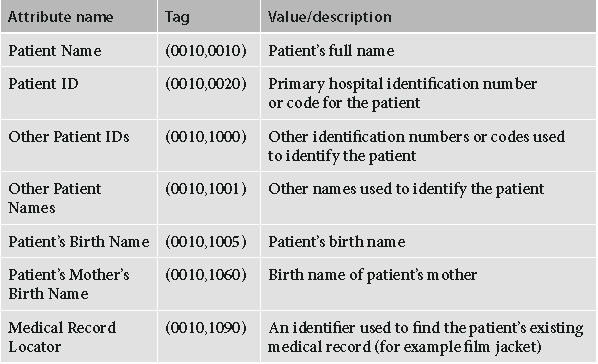 Attribute name Tag Value/description
Patient Name (0010,0010) Patient’s full name
Patient ID (0010,0020) Primary hospital identification number
or code for the patient
Other Patient IDs (0010,1000) Other identification numbers or codes used
to identify the patient
Other Patient (0010,1001) Other names used to identify the patient
Names
Patient’s Birth Name (0010,1005) Patient’s birth name
Patient’s Mother’s (0010,1060) Birth name of patient’s mother
Birth Name
Medical Record (0010,1090) An identifier used to find the patient’s existing
Locator medical record (for example film jacket)